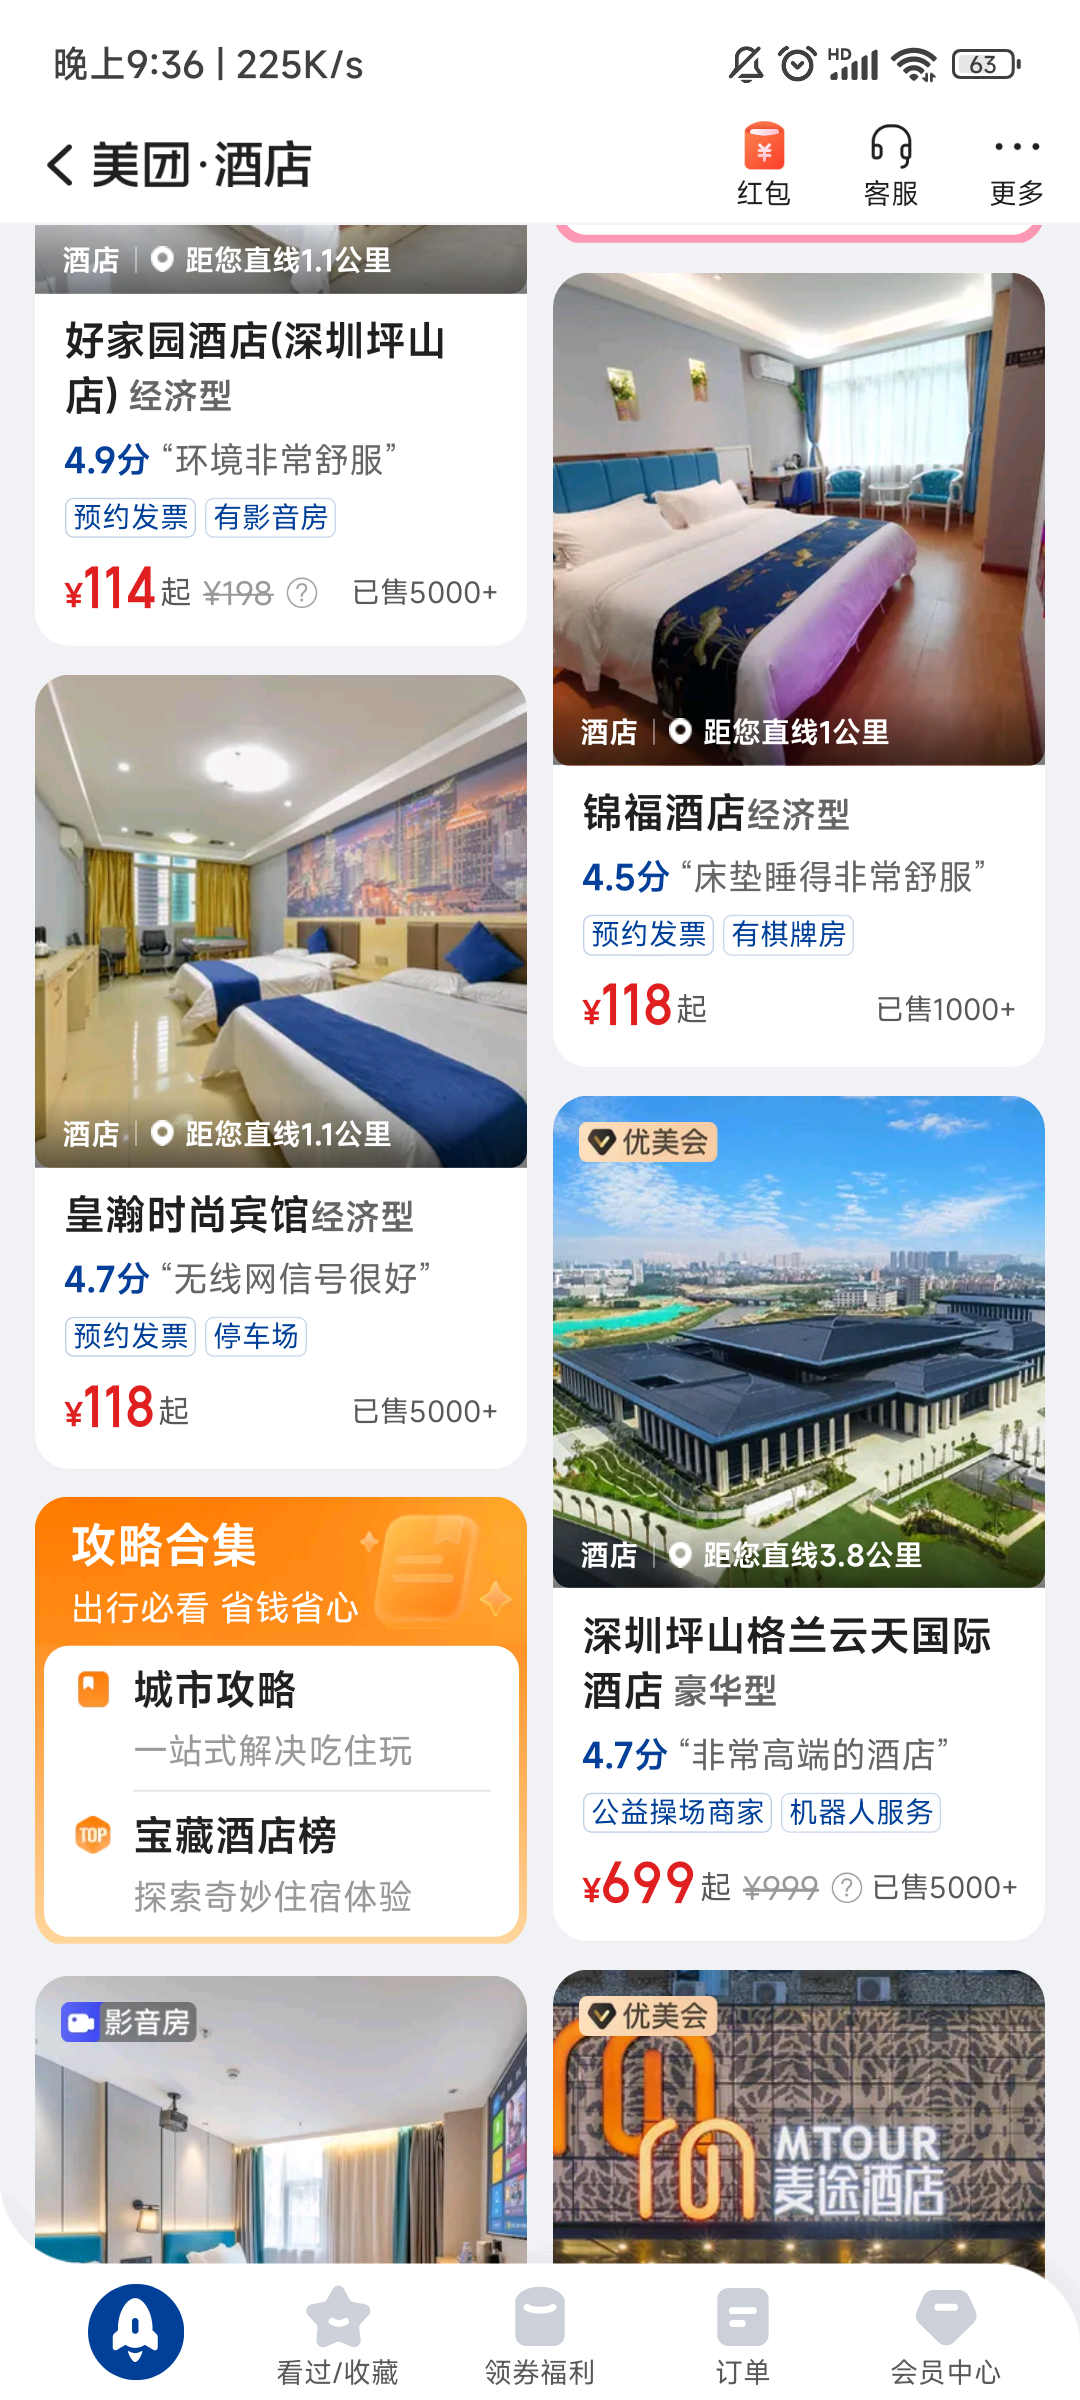 晚上9:36 | 225K/s
HD
63
美团·酒店
红包
客服
更多
酒店
距您直线1.1公里
好家园酒店(深圳坪山
店) 经济型
4.9分 “环境非常舒服”
预约发票
有影音房
¥114起 ¥198 ? 已售5000+
酒店
距您直线1.1公里
皇瀚时尚宾馆经济型
4.7分 “无线网信号很好”
预约发票
停车场
¥118起 已售5000+
攻略合集
出行必看 省钱省心
城市攻略
一站式解决吃住玩
TOP
宝藏酒店榜
探索奇妙住宿体验
影音房
酒店
距您直线1公里
锦福酒店经济型
4.5分 “床垫睡得非常舒服”
预约发票
有棋牌房
¥118起 已售1000+
优美会
酒店
距您直线3.8公里
深圳坪山格兰云天国际
酒店 豪华型
4.7分 “非常高端的酒店”
公益操场商家
机器人服务
¥699起 ¥999 ? 已售5000+
优美会
MTOUR
麦途酒店
看过/收藏
领券福利
订单
会员中心